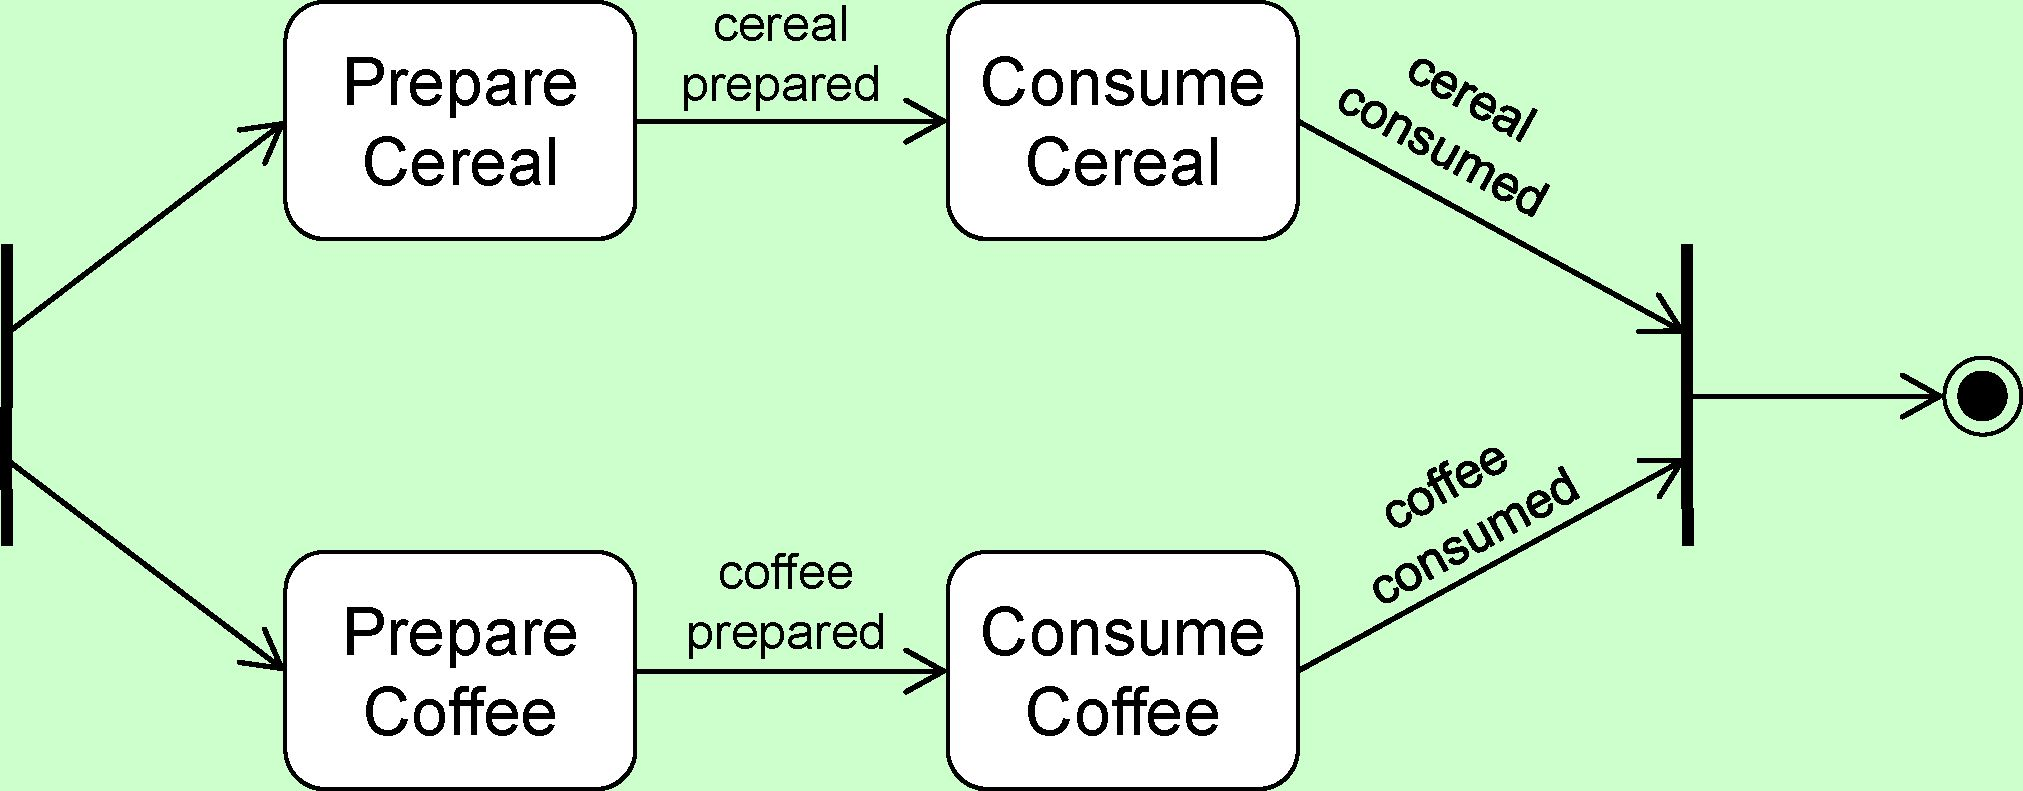 Prepare
Cereal
cereal
prepared
Consume
Cereal
cereal
consumed
Prepare
Coffee
coffee
prepared
Consume
Coffee
coffee
consumed